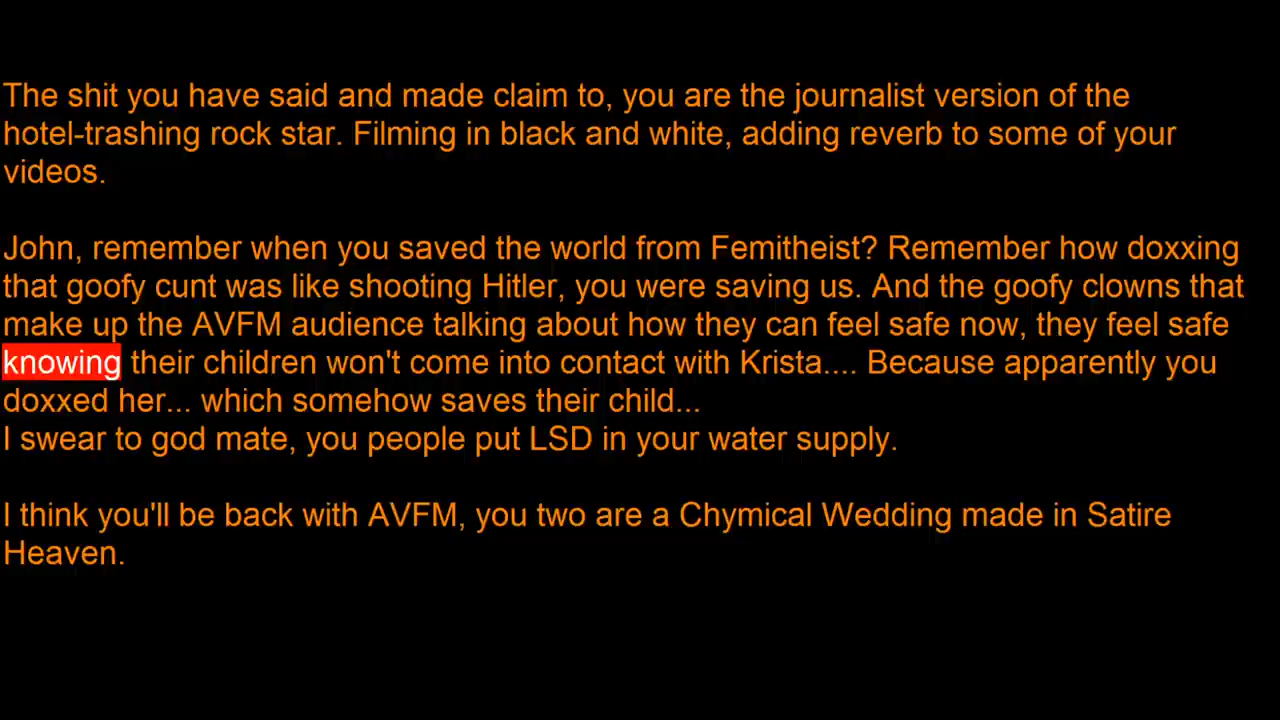 The shit you have said and made claim to, you are the journalist version of the
hotel-trashing rock star. Filming in black and white, adding reverb to some of your
videos.
John, remember when you saved the world from Femitheist? Remember how doxxing
that goofy cunt was like shooting Hitler, you were saving us. And the goofy clowns that
make up the AVFM audience talking about how they can feel safe now, they feel safe
knowing their children won't come into contact with Krista.... Because apparently you
doxxed her... which somehow saves their child...
I swear to god mate, you people put LSD in your water supply.
I think you'll be back with AVFM, you two are a Chymical Wedding made in Satire
Heaven.